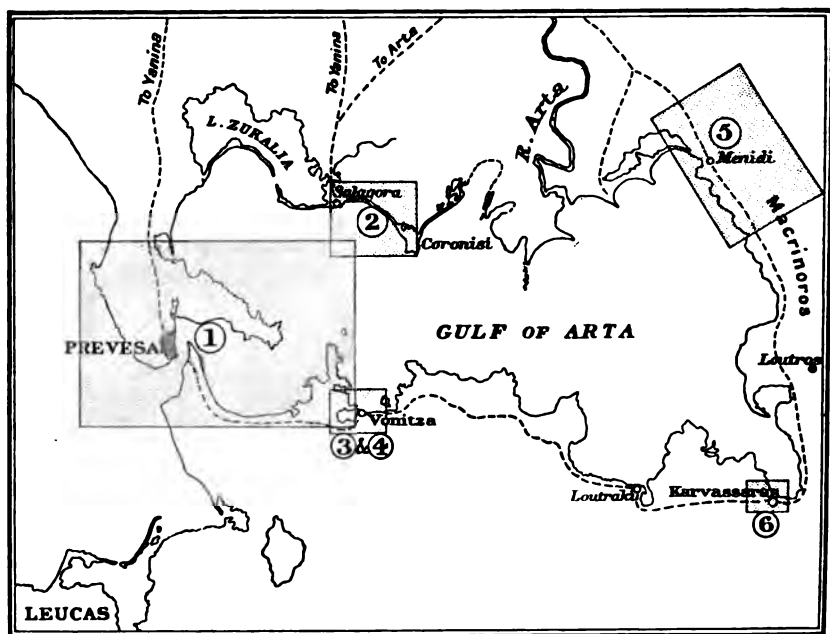 To Yanina
To Yanina
To Arta
L. ZUKALIA
R. Arta
5
Menidi
Salagora
2
Coronisi
Macrinoros
PREVESA
1
GULF OF ARTA
Loutros
Vonitza
3 & 4
Loutraki
Karvassaras
6
LEUCAS